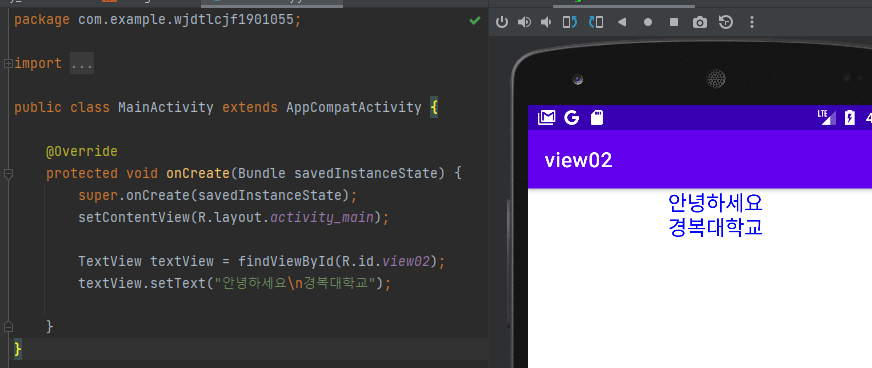 package com.example.wjdtlcjf1901055;
import ...
public class MainActivity extends AppCompatActivity {
@Override
protected void onCreate(Bundle savedInstanceState) {
super.onCreate(savedInstanceState);
setContentView(R.layout.activity_main);
TextView textView = findViewById(R.id.view02);
textView.setText("안녕하세요\n경복대학교");
}
}
LTE
view02
안녕하세요
경복대학교